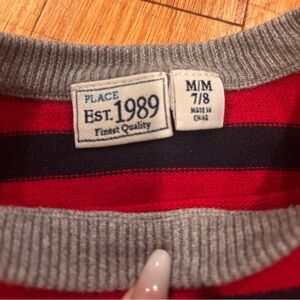 PLACE
EST. 1989
Finest Quality
M/M
7/8
MADE IN
CHINA